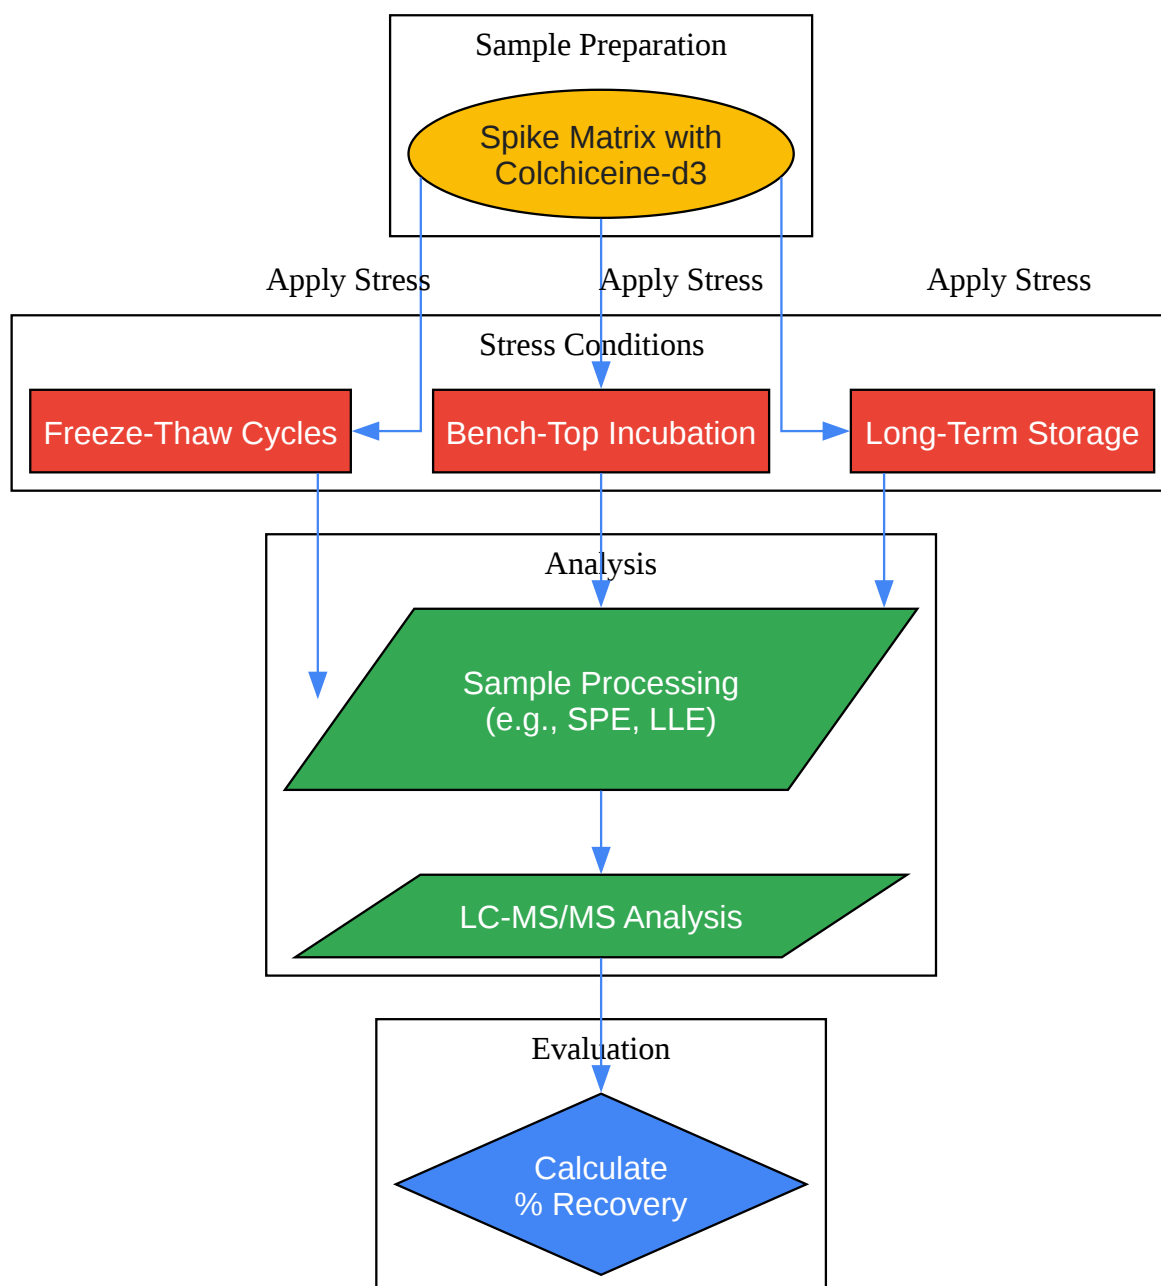 Sample Preparation
Spike Matrix with
Colchiceine-d3
Apply Stress
Apply Stress
Apply Stress
Stress Conditions
Freeze-Thaw Cycles
Bench-Top Incubation
Long-Term Storage
Analysis
Sample Processing
(e.g., SPE, LLE)
LC-MS/MS Analysis
Evaluation
Calculate
% Recovery